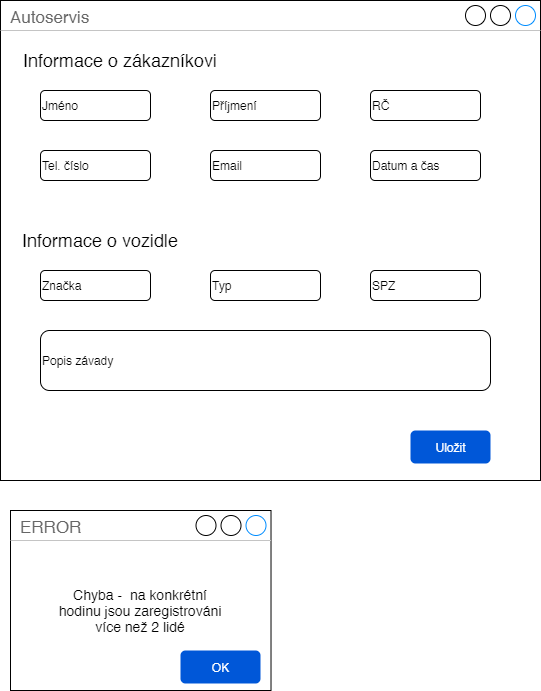 Autoservis
Informace o zákazníkovi
Jméno
Příjmení
RČ
Tel. číslo
Email
Datum a čas
Informace o vozidle
Značka
Typ
SPZ
Popis závady
Uložit
ERROR
Chyba - na konkrétní
hodinu jsou zaregistrováni
více než 2 lidé
OK